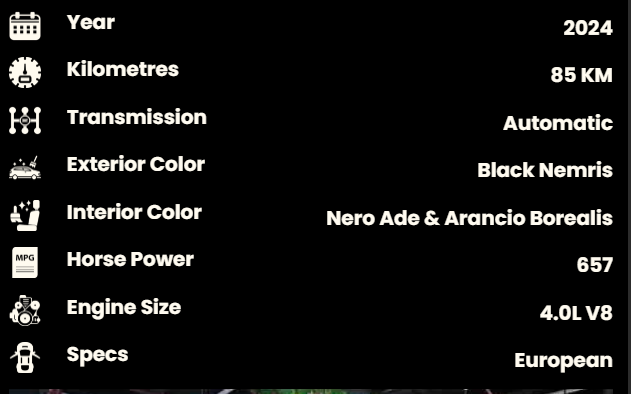 Year 2024
Kilometres 85 KM
Transmission Automatic
Exterior Color Black Nemris
Interior Color Nero Ade & Arancio Borealis
MPG Horse Power 657
Engine Size 4.0L V8
Specs European